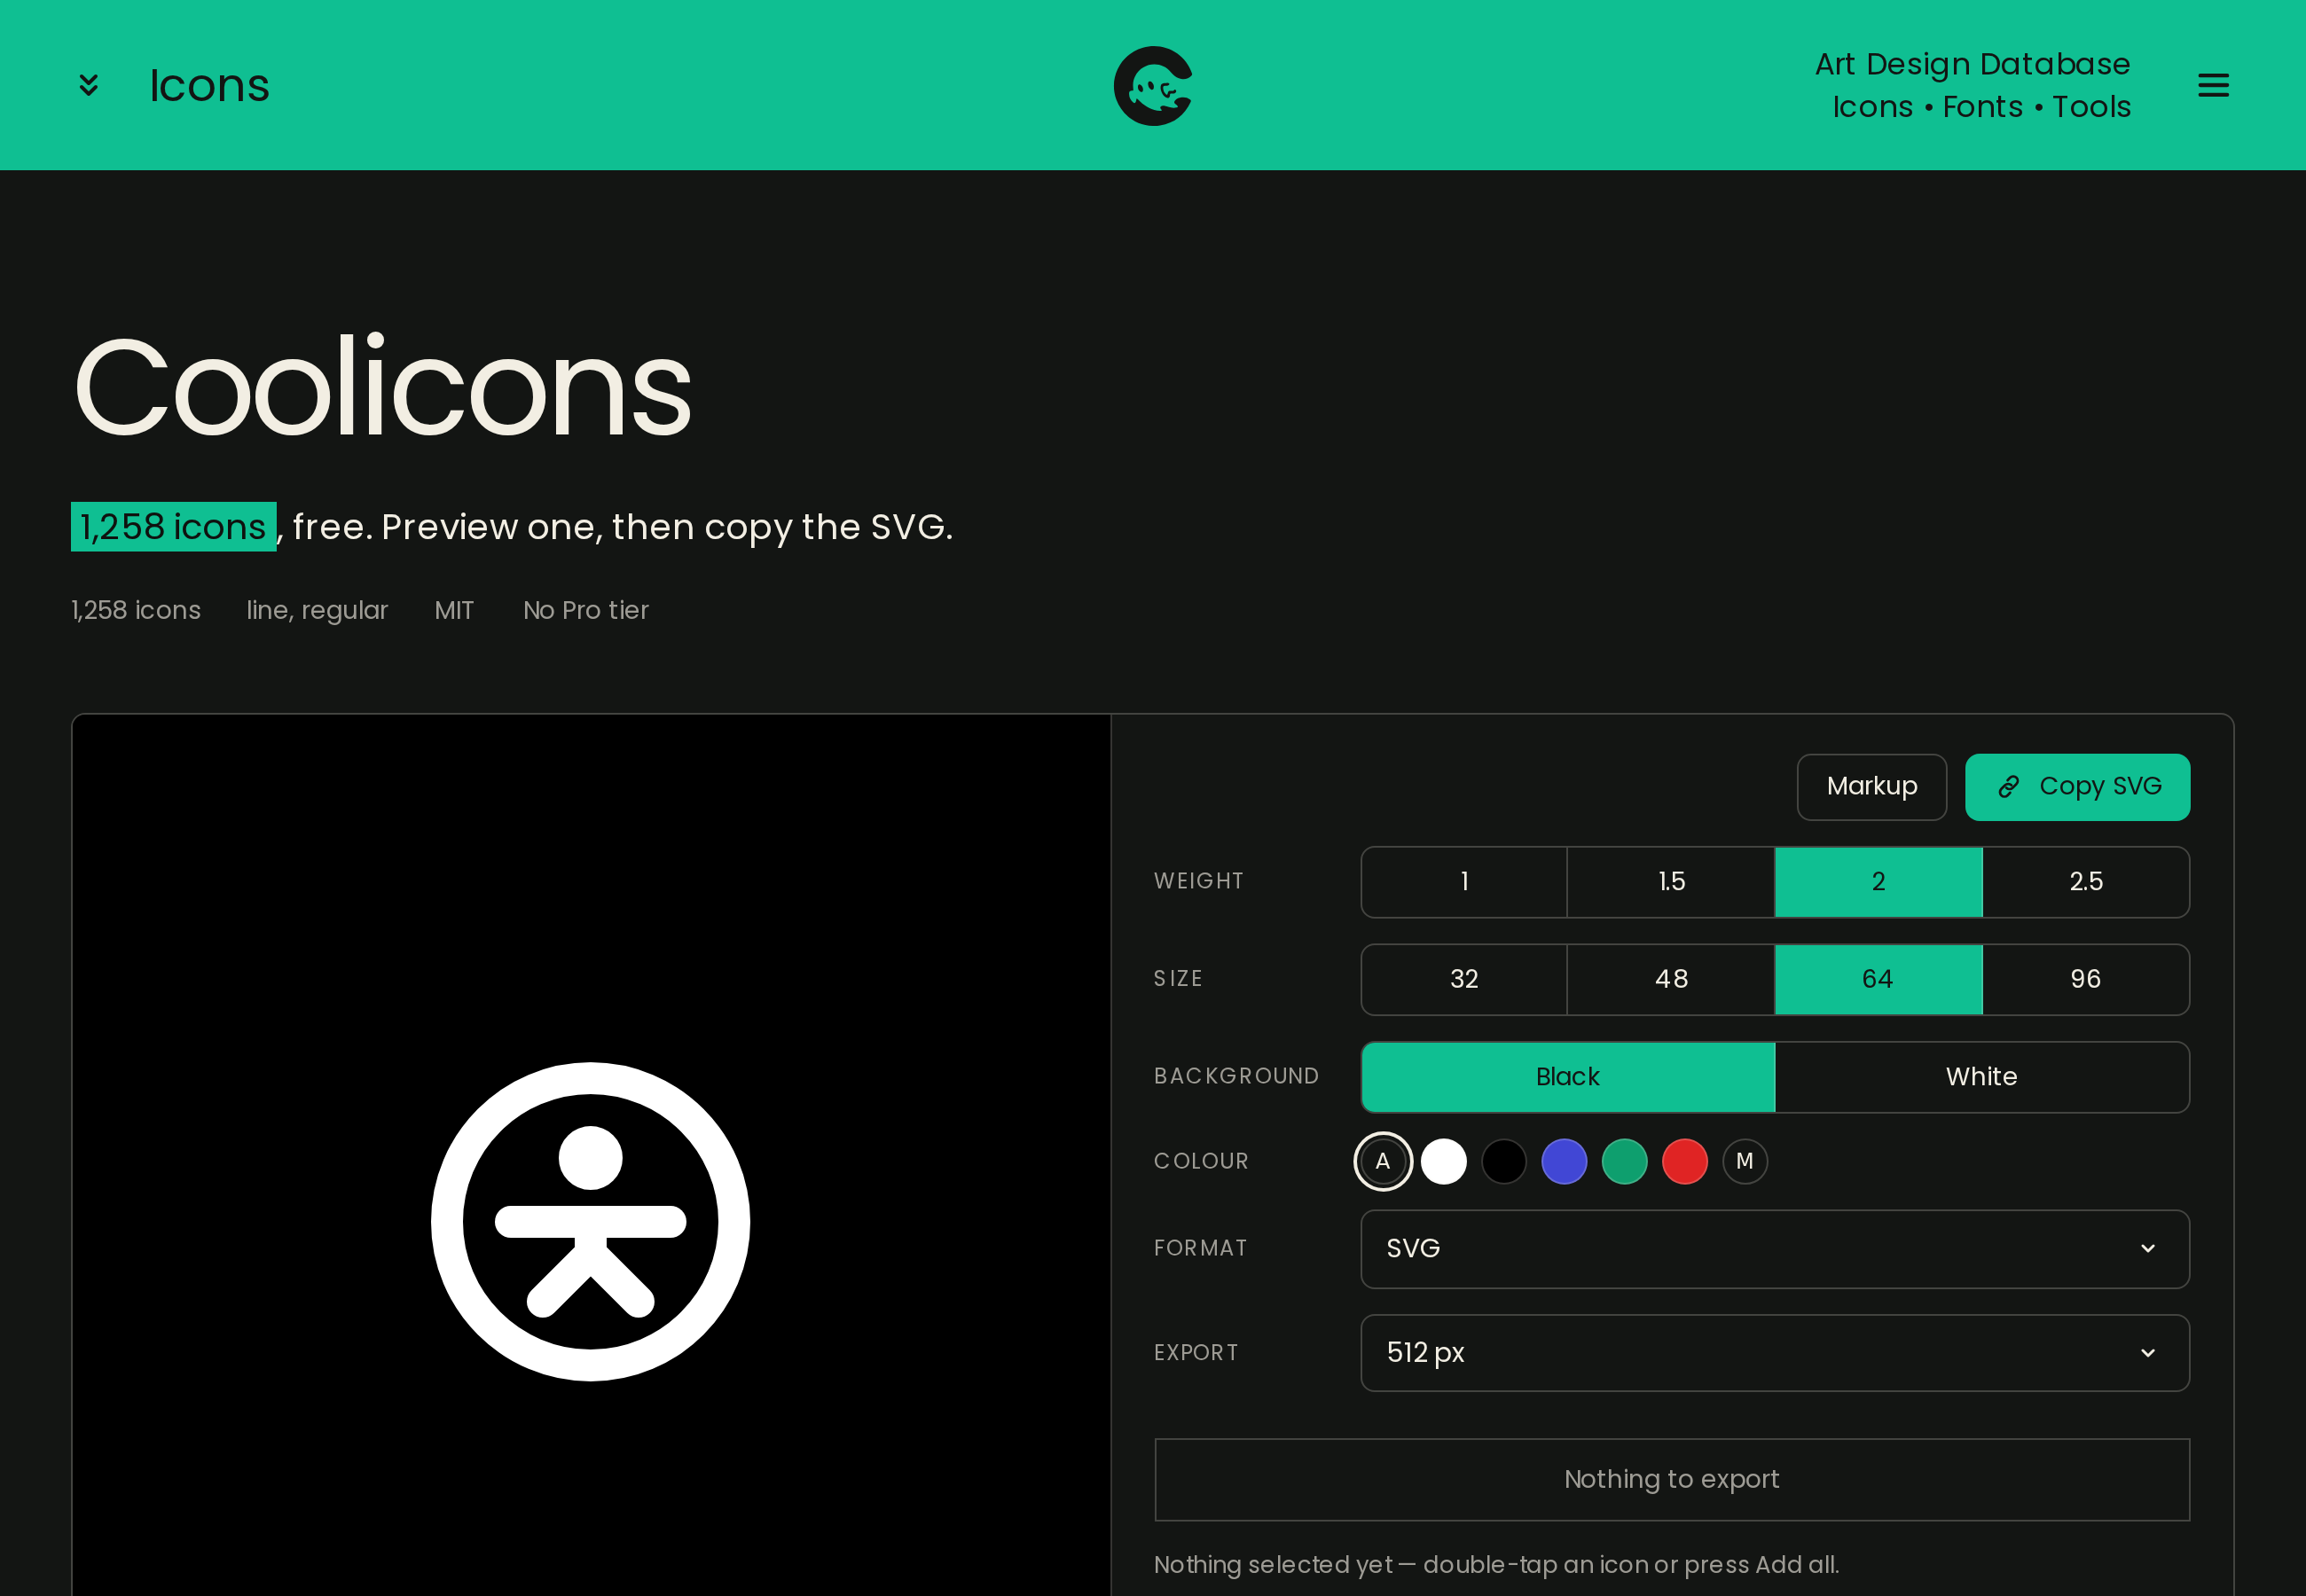 Icons
Art Design Database
Icons • Fonts • Tools
Coolicons
1,258 icons, free. Preview one, then copy the SVG.
1,258 icons line, regular MIT No Pro tier
Markup Copy SVG
WEIGHT 1 1.5 2 2.5
SIZE 32 48 64 96
BACKGROUND Black White
COLOUR A M
FORMAT SVG
EXPORT 512 px
Nothing to export
Nothing selected yet — double-tap an icon or press Add all.